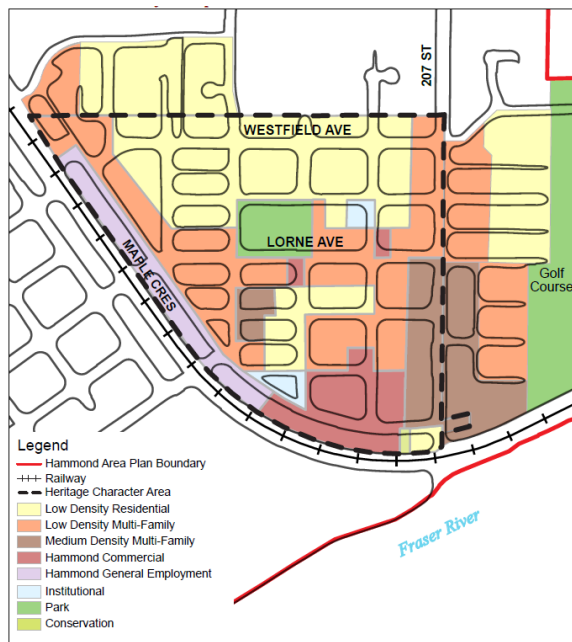 207 ST
WESTFIELD AVE
LORNE AVE
MAPLECRES
Golf
Course
Legend
Hammond Area Plan Boundary
Railway
Heritage Character Area
Low Density Residential
Low Density Multi-Family
Medium Density Multi-Family
Hammond Commercial
Hammond General Employment
Institutional
Park
Conservation
Fraser River